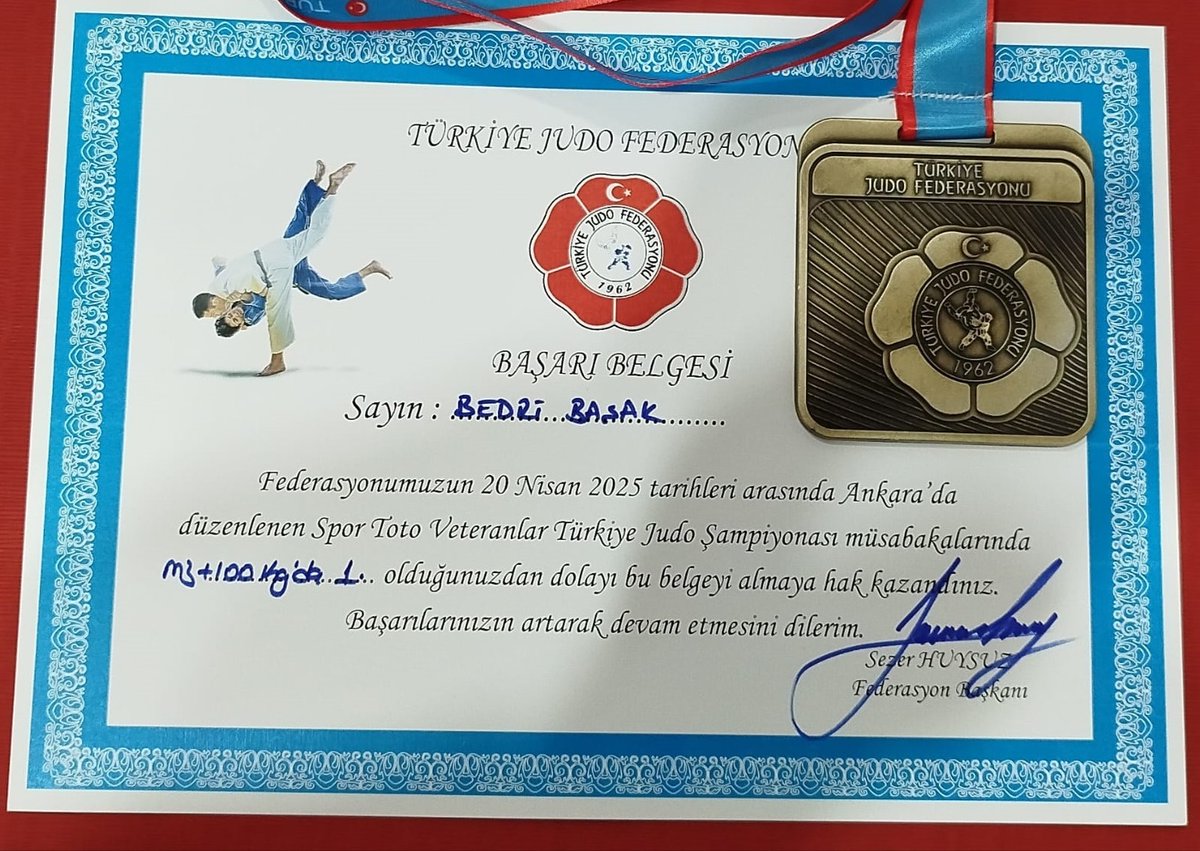 TÜRKİYE JUDO FEDERASYON
TÜRKİYE JUDO FEDERASYONU
1962
TÜRKİYE
JUDO FEDERASYONU
TÜRKİYE JUDO FEDERASYONU
1962
BAŞARI BELGESİ
Sayın : BEDRİ BAŞAK
Federasyonumuzun 20 Nisan 2025 tarihleri arasında Ankara'da
düzenlenen Spor Toto Veteranlar Türkiye Judo Şampiyonası müsabakalarında
M3 +100 Kg'da 1. olduğunuzdan dolayı bu belgeyi almaya hak kazandınız.
Başarılarınızın artarak devam etmesini dilerim.
Sezer HUYSUZ
Federasyon Başkanı